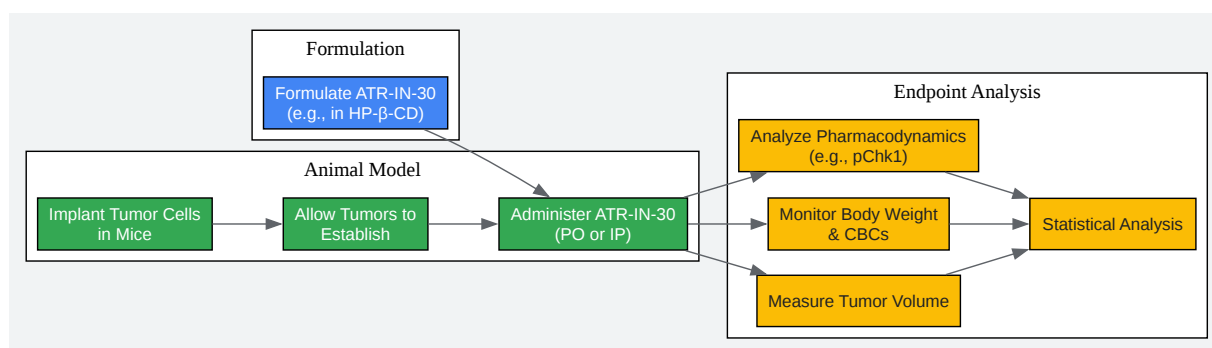 Formulation
Formulate ATR-IN-30
(e.g., in HP-β-CD)
Animal Model
Implant Tumor Cells
in Mice
Allow Tumors to
Establish
Administer ATR-IN-30
(PO or IP)
Endpoint Analysis
Analyze Pharmacodynamics
(e.g., pChk1)
Monitor Body Weight
& CBCs
Measure Tumor Volume
Statistical Analysis